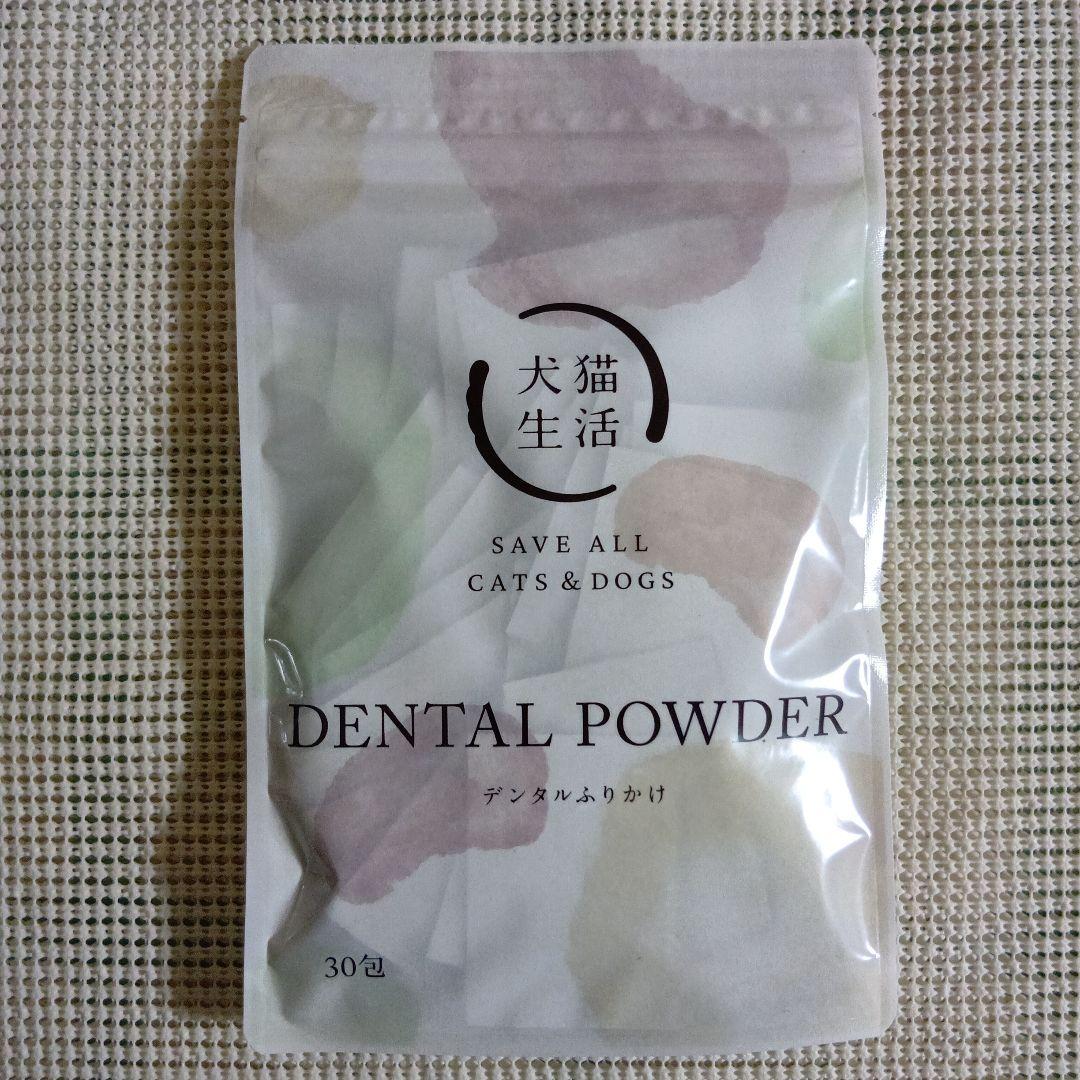 犬猫
生活
SAVE ALL
CATS & DOGS
DENTAL POWDER
デンタルふりかけ
30包